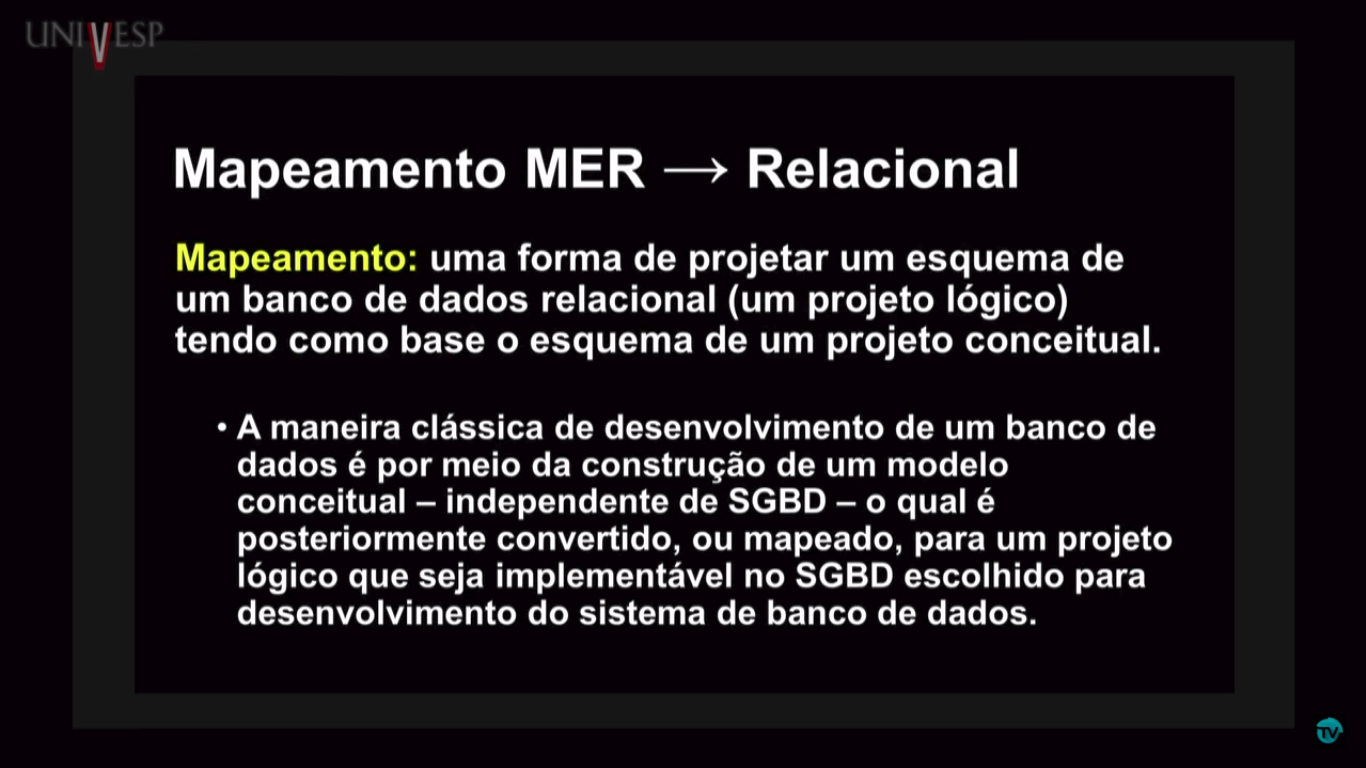 UNIVESP
Mapeamento MER → Relacional
Mapeamento: uma forma de projetar um esquema de
um banco de dados relacional (um projeto lógico)
tendo como base o esquema de um projeto conceitual.
• A maneira clássica de desenvolvimento de um banco de
dados é por meio da construção de um modelo
conceitual – independente de SGBD – o qual é
posteriormente convertido, ou mapeado, para um projeto
lógico que seja implementável no SGBD escolhido para
desenvolvimento do sistema de banco de dados.
TV